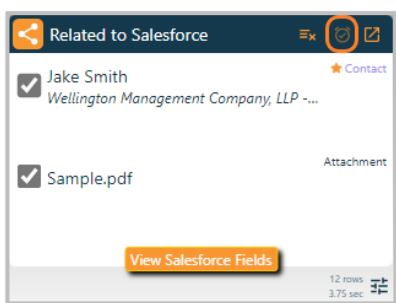 Related to Salesforce
Jake Smith
★ Contact
Wellington Management Company, LLP -...
Attachment
Sample.pdf
View Salesforce Fields
12 rows
3.75 sec